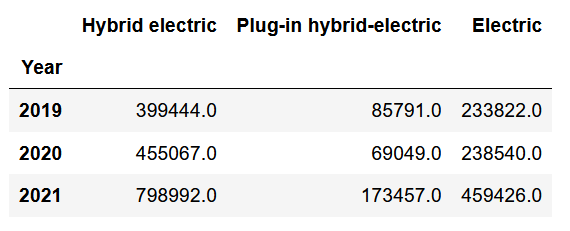 Hybrid electric Plug-in hybrid-electric Electric
Year
2019 399444.0 85791.0 233822.0
2020 455067.0 69049.0 238540.0
2021 798992.0 173457.0 459426.0